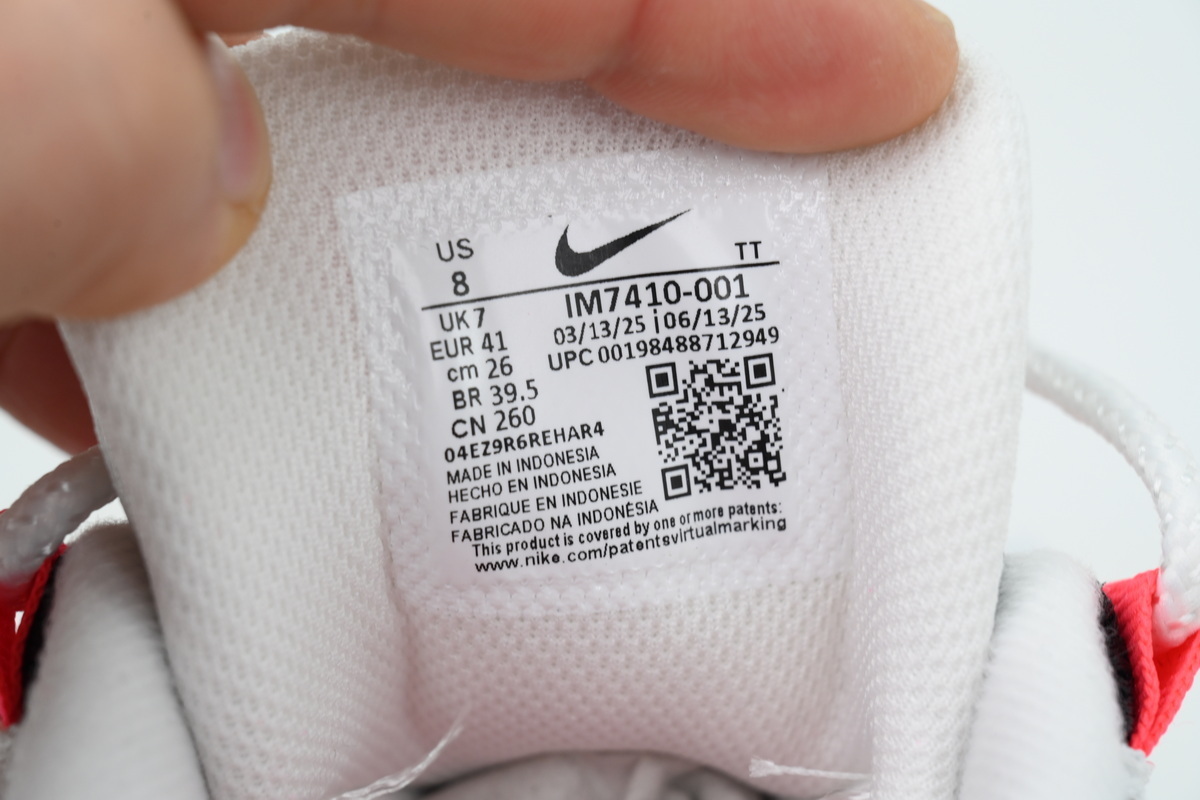 US
8
TT
UK 7
EUR 41
cm 26
BR 39.5
CN 260
IM7410-001
03/13/25 | 06/13/25
UPC 00198488712949
04EZ9R6REHAR4
MADE IN INDONESIA
HECHO EN INDONESIA
FABRIQUE EN INDONESIE
FABRICADO NA INDONÉSIA
This product is covered by one or more patents:
www.nike.com/patentsvirtualmarking